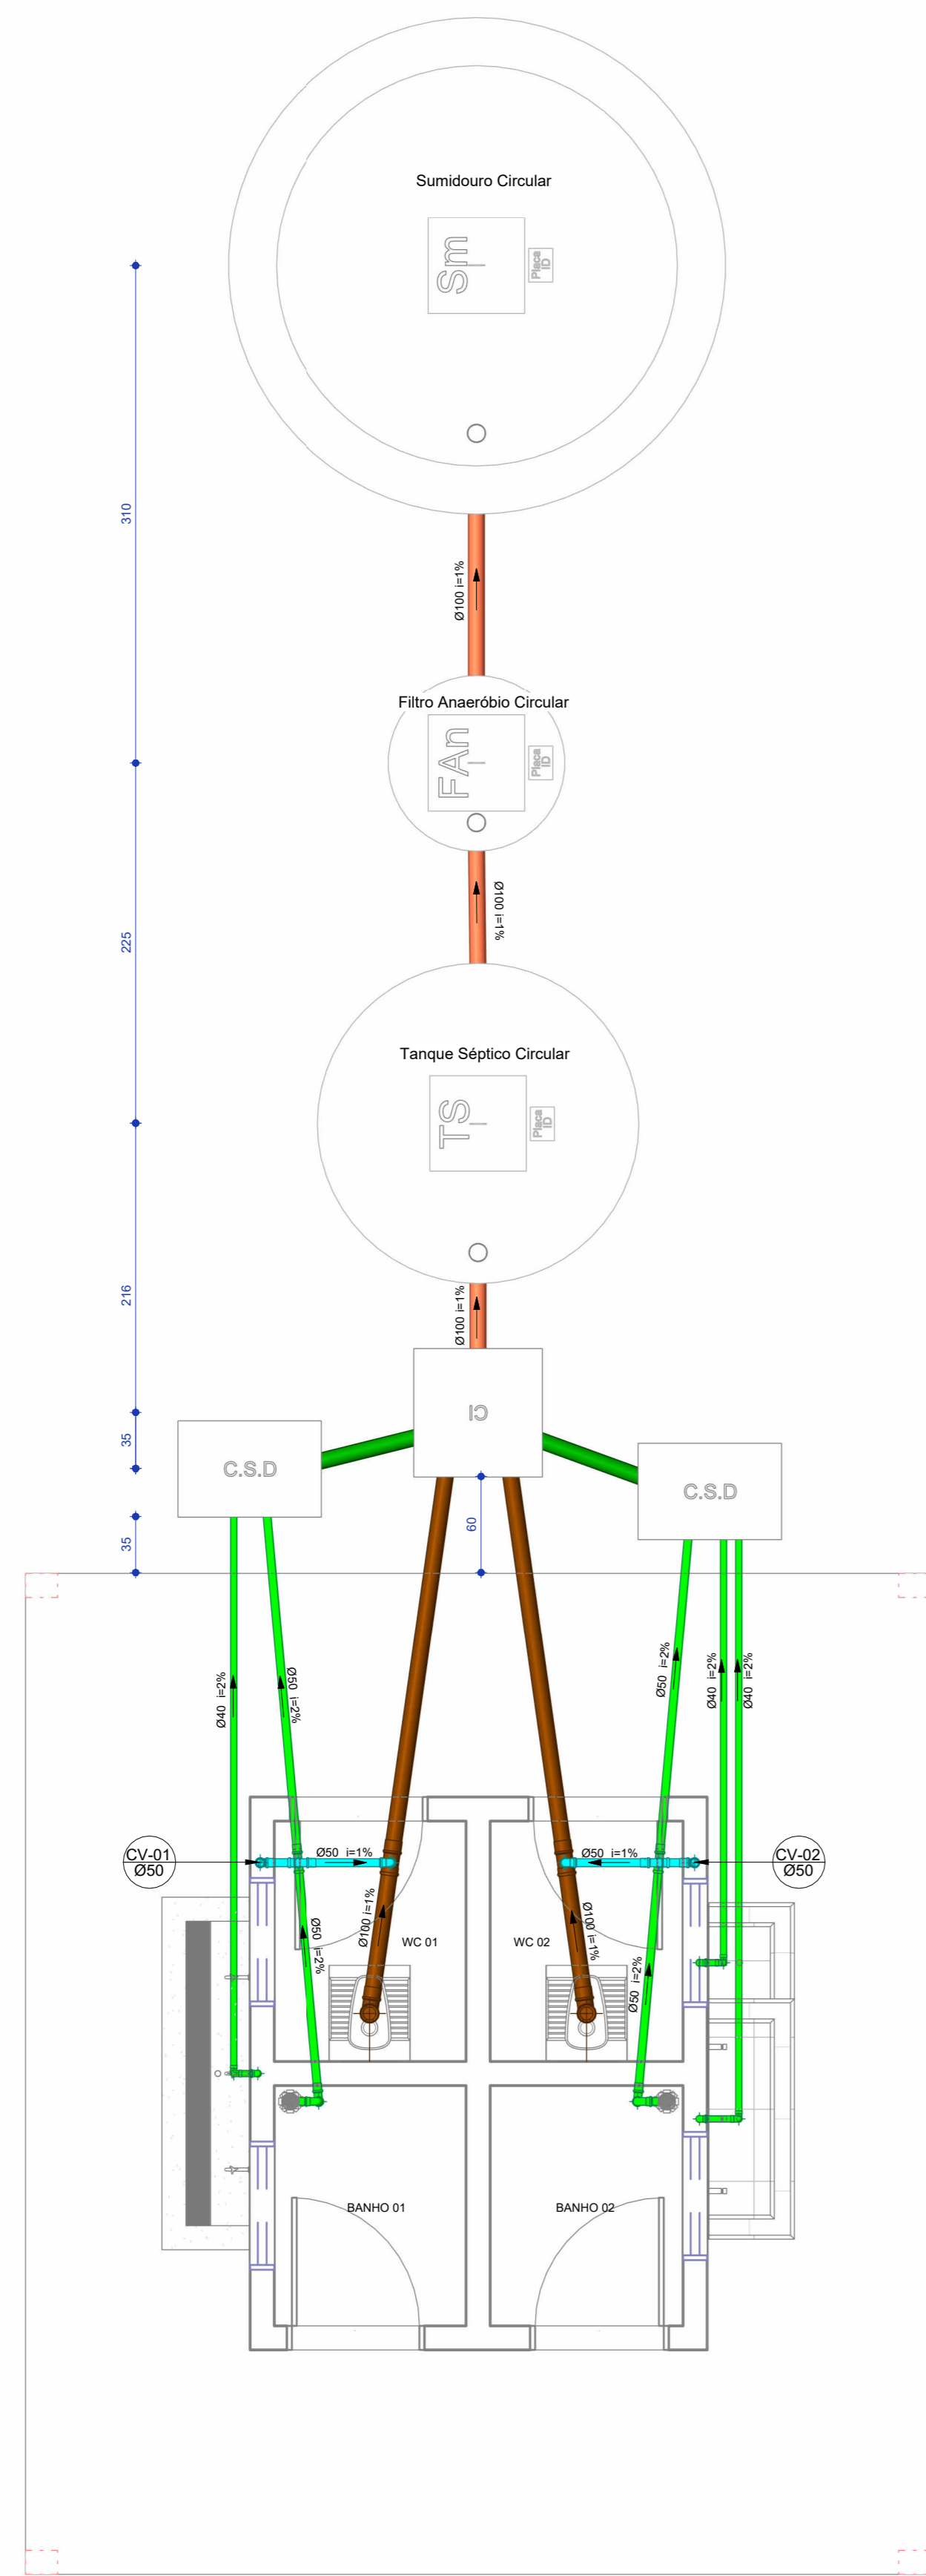 Sumidouro Circular
Sm
Placa
ID
310
Ø100 i=1%
Filtro Anaeróbio Circular
FAn
Placa
ID
Ø100 i=1%
225
Tanque Séptico Circular
TS
Placa
ID
216
Ø100 i=1%
CI
35
C.S.D
C.S.D
35
60
Ø40 i=2%
Ø50 i=2%
Ø50 i=2%
Ø40 i=2%
Ø40 i=2%
CV-01
Ø50
Ø50 i=1%
Ø50 i=1%
CV-02
Ø50
Ø50 i=2%
Ø100 i=1%
WC 01
WC 02
Ø100 i=1%
Ø50 i=2%
BANHO 01
BANHO 02